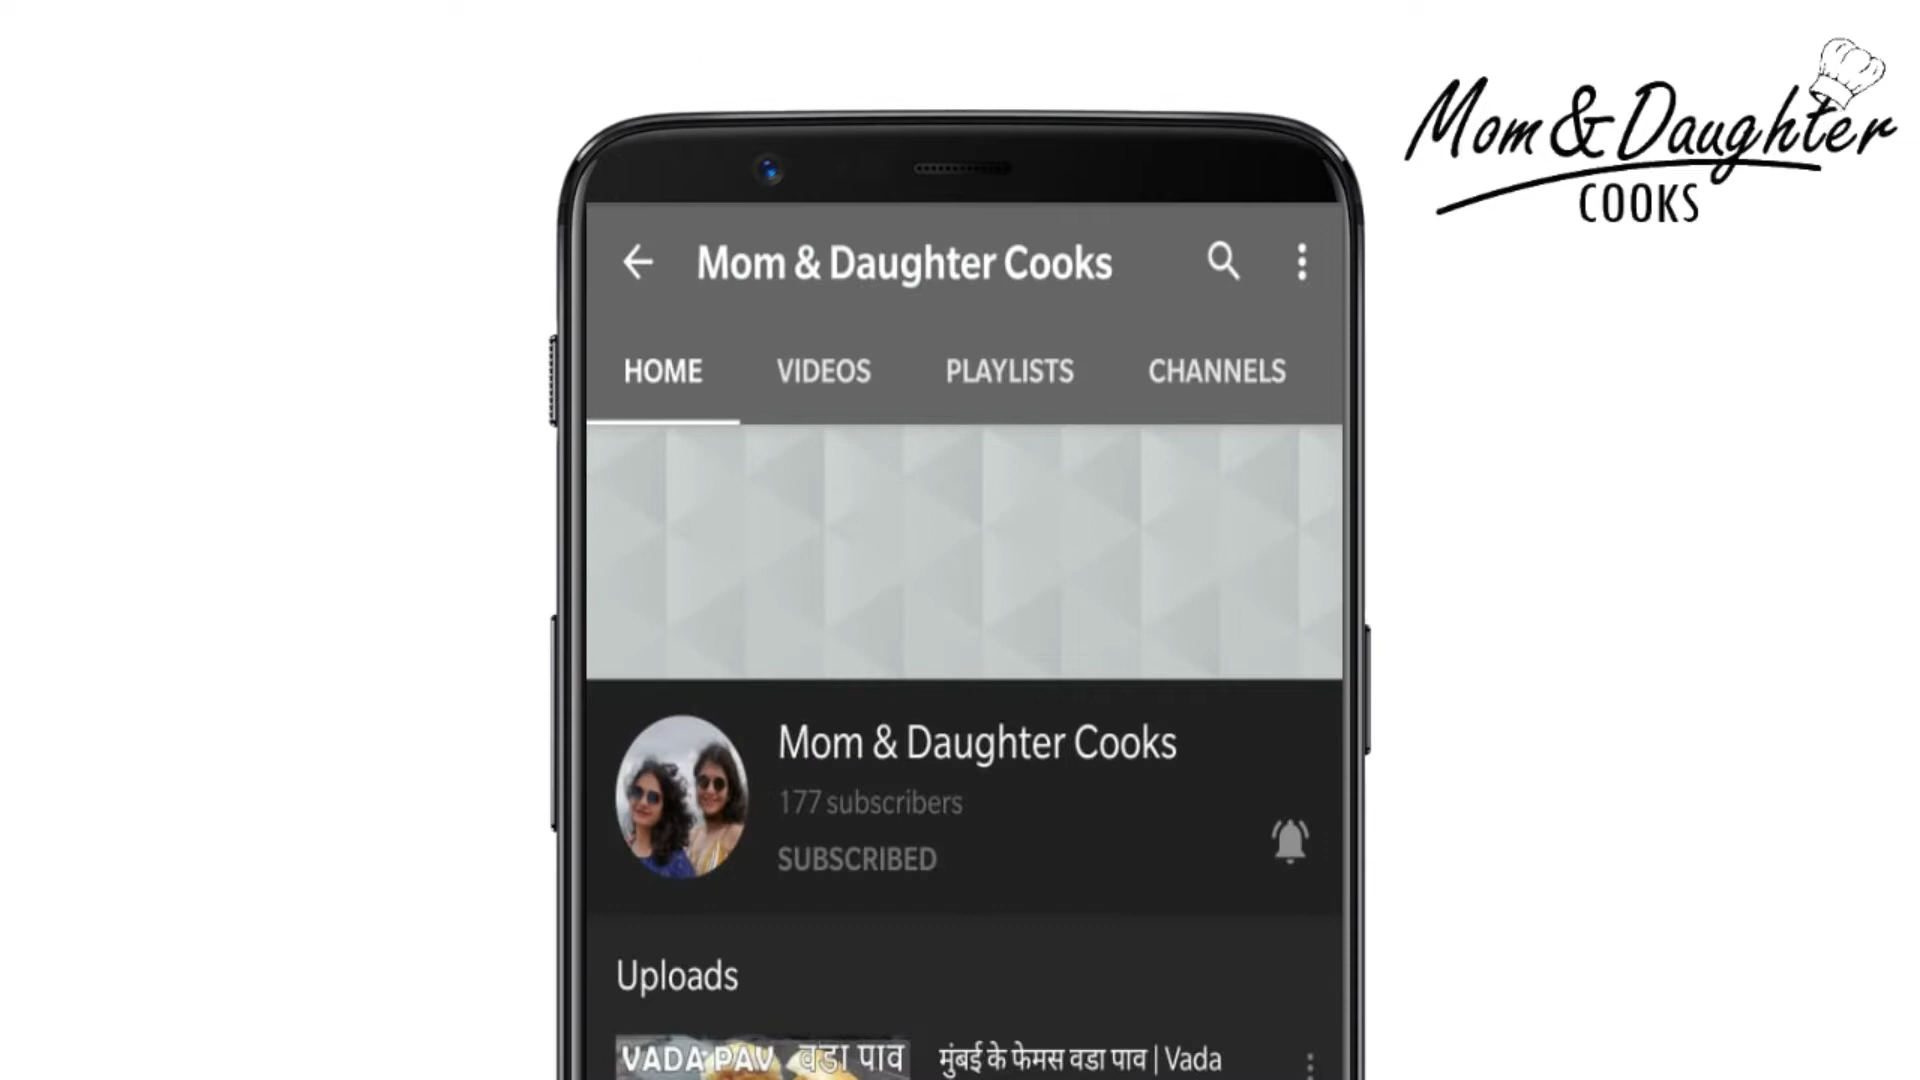 Mom & Daughter
COOKS
Mom & Daughter Cooks
HOME VIDEOS PLAYLISTS CHANNELS
Mom & Daughter Cooks
177 subscribers
SUBSCRIBED
Uploads
VADA PAV वडा पाव
मुंबई के फेमस वडा पाव | Vada